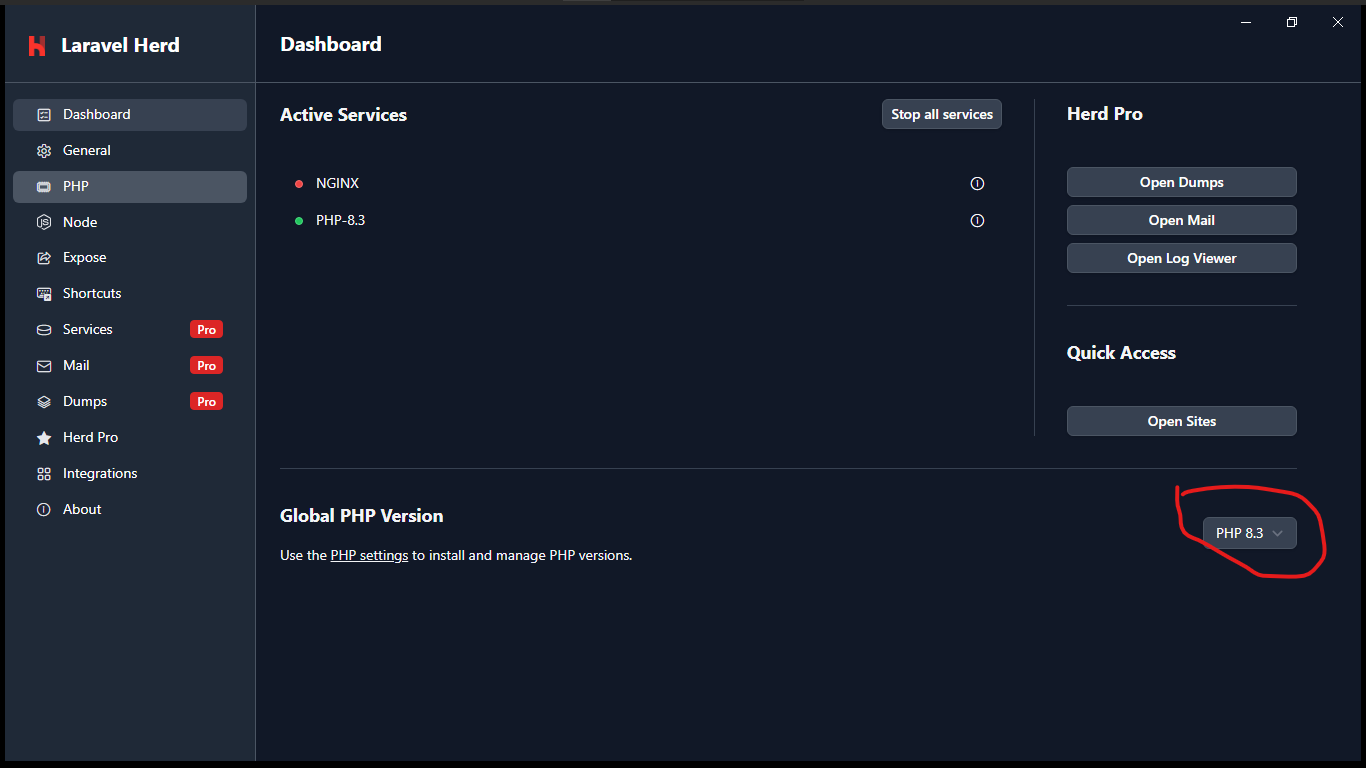 Laravel Herd
Dashboard
Dashboard
General
PHP
Node
Expose
Shortcuts
Services Pro
Mail Pro
Dumps Pro
Herd Pro
Integrations
About
Active Services
Stop all services
NGINX
PHP-8.3
Herd Pro
Open Dumps
Open Mail
Open Log Viewer
Quick Access
Open Sites
Global PHP Version
PHP 8.3
Use the PHP settings to install and manage PHP versions.